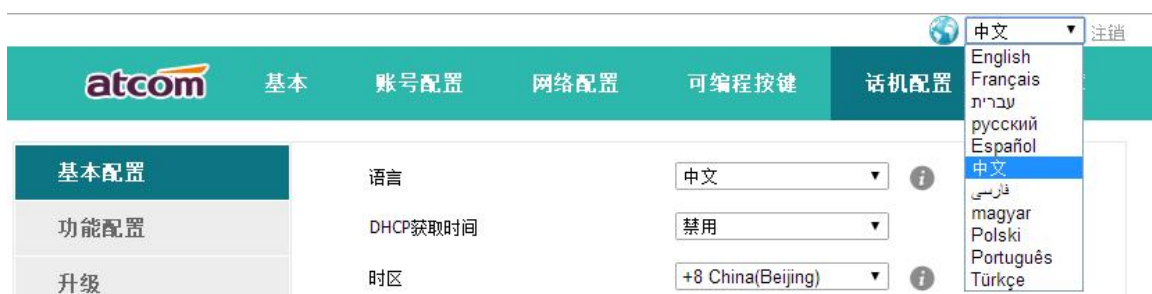 中文 注销
English
Français
עברית
русский
Español
中文
فارسی
magyar
Polski
Português
Türkçe
atcom 基本 账号配置 网络配置 可编程按键 话机配置
基本配置
功能配置
升级
语言 中文
DHCP获取时间 禁用
时区 +8 China(Beijing)